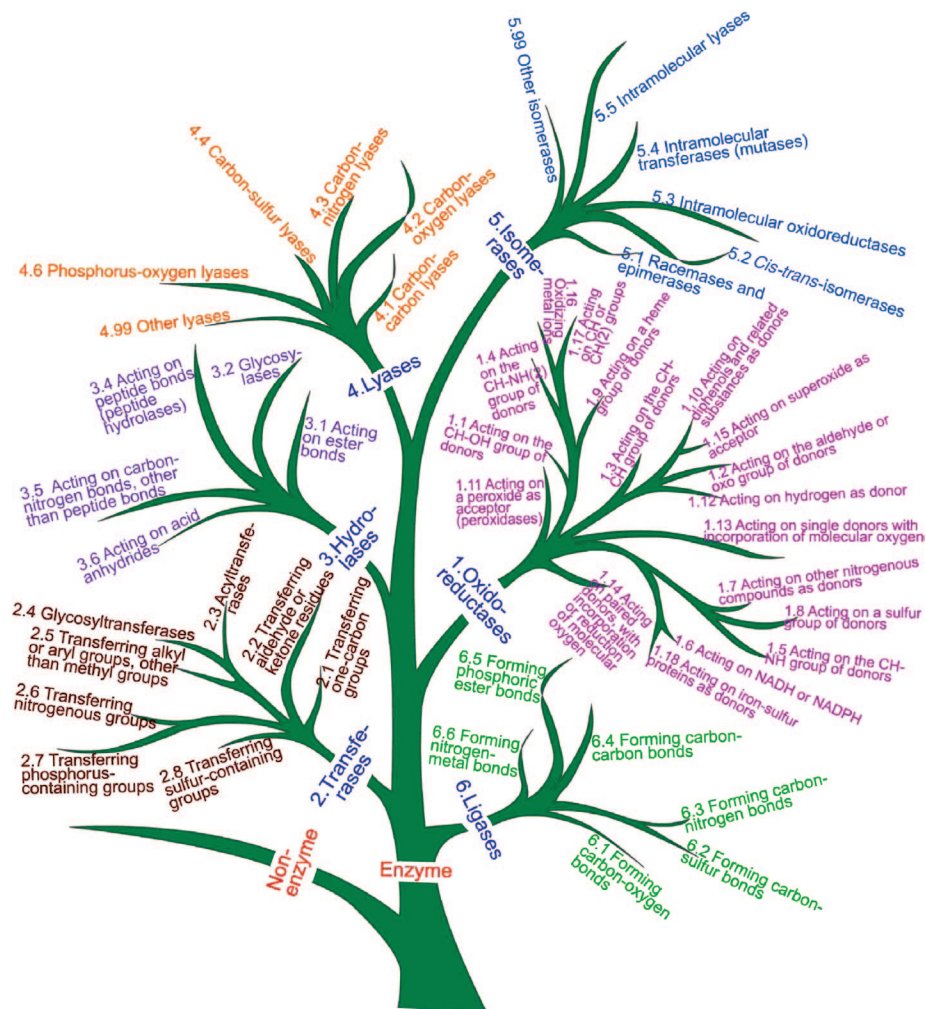 5.99 Other isomerases
5.5 Intramolecular lyases
5.4 Intramolecular
transferases (mutases)
5.3 Intramolecular oxidoreductases
5.2 Cis-trans-isomerases
5.1 Racemases and
epimerases
5.Isome-
rases
4.4 Carbon-sulfur lyases
4.3 Carbon-
nitrogen lyases
4.2 Carbon-
oxygen lyases
4.1 Carbon-
carbon lyases
4.6 Phosphorus-oxygen lyases
4.99 Other lyases
4.Lyases
3.4 Acting on
peptide bonds
(peptide
hydrolases)
3.2 Glycosy-
lases
3.1 Acting
on ester
bonds
3.5 Acting on carbon-
nitrogen bonds, other
than peptide bonds
3.6 Acting on acid
anhydrides
3.Hydro-
lases
1.16
Oxidizing
metal ions
1.17 Acting
on CH or
CH(2) groups
1.4 Acting
on the
CH-NH(2)
group of
donors
1.9 Acting on a heme
group of donors
1.1 Acting on the
CH-OH group of
donors
1.3 Acting on the CH-
CH group of donors
1.10 Acting on
diphenols and related
substances as donors
1.15 Acting on superoxide as
acceptor
1.2 Acting on the aldehyde or
oxo group of donors
1.12 Acting on hydrogen as donor
1.11 Acting on
a peroxide as
acceptor
(peroxidases)
1.13 Acting on single donors with
incorporation of molecular oxygen
1.7 Acting on other nitrogenous
compounds as donors
1.8 Acting on a sulfur
group of donors
1.5 Acting on the CH-
NH group of donors
1.6 Acting on NADH or NADPH
1.18 Acting on iron-sulfur
proteins as donors
1.14 Acting
on paired
donors, with
incorporation
or reduction
of molecular
oxygen
1.Oxido-
reductases
2.3 Acyltransfe-
rases
2.2 Transferring
aldehyde or
ketone residues
2.1 Transferring
one-carbon
groups
2.4 Glycosyltransferases
2.5 Transferring alkyl
or aryl groups, other
than methyl groups
2.6 Transferring
nitrogenous groups
2.7 Transferring
phosphorus-
containing groups
2.8 Transferring
sulfur-containing
groups
2.Transfe-
rases
6.5 Forming
phosphoric
ester bonds
6.6 Forming
nitrogen-
metal bonds
6.4 Forming carbon-
carbon bonds
6.3 Forming carbon-
nitrogen bonds
6.2 Forming carbon-
sulfur bonds
6.1 Forming
carbon-oxygen
bonds
6.Ligases
Non-
enzyme
Enzyme